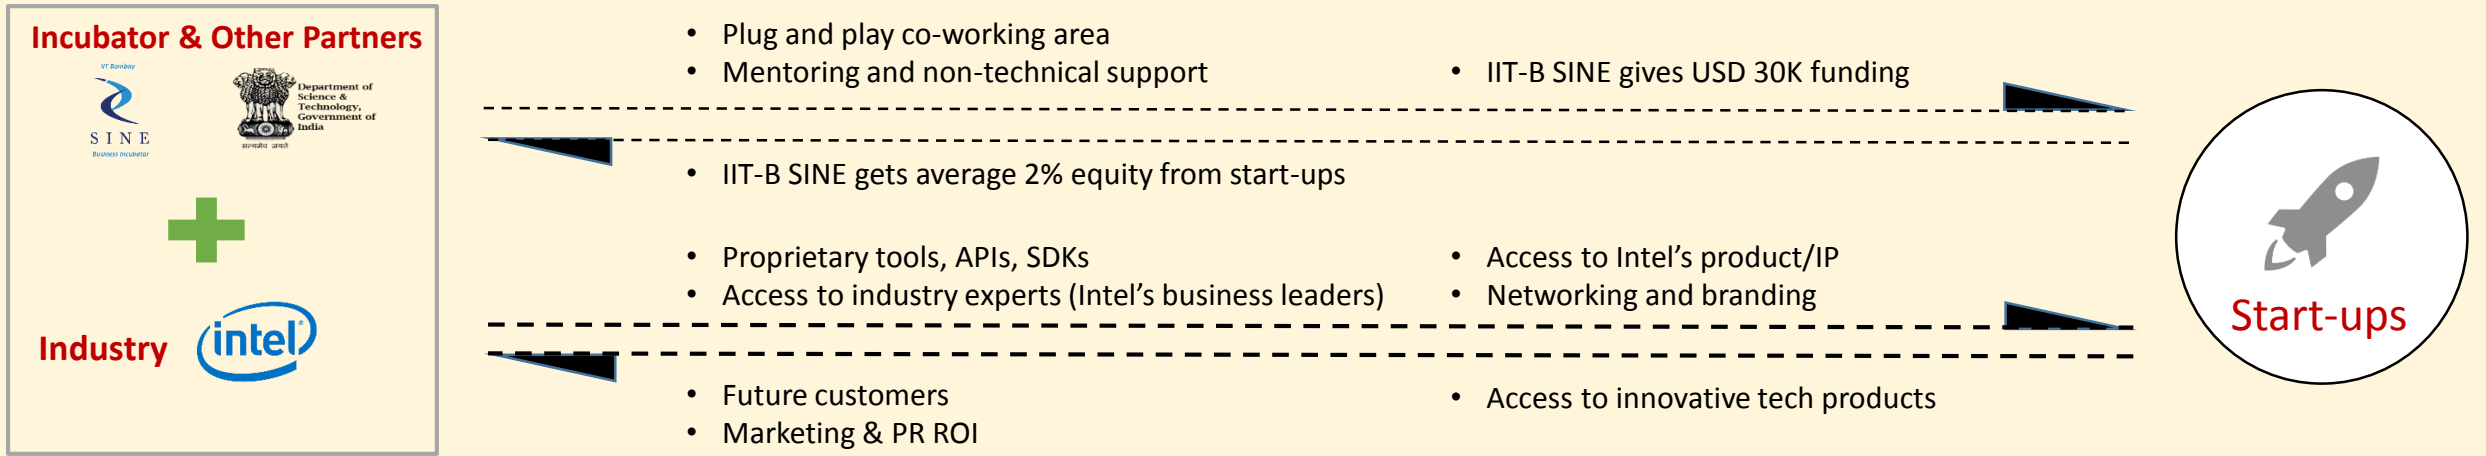 Incubator & Other Partners
IIT Bombay
SINE
Business Incubator
Department of
Science &
Technology,
Government of
India
सत्यमेव जयते
Industry
intel®
• Plug and play co-working area
• Mentoring and non-technical support
• IIT-B SINE gives USD 30K funding
• IIT-B SINE gets average 2% equity from start-ups
• Proprietary tools, APIs, SDKs
• Access to industry experts (Intel’s business leaders)
• Access to Intel’s product/IP
• Networking and branding
• Future customers
• Marketing & PR ROI
• Access to innovative tech products
Start-ups